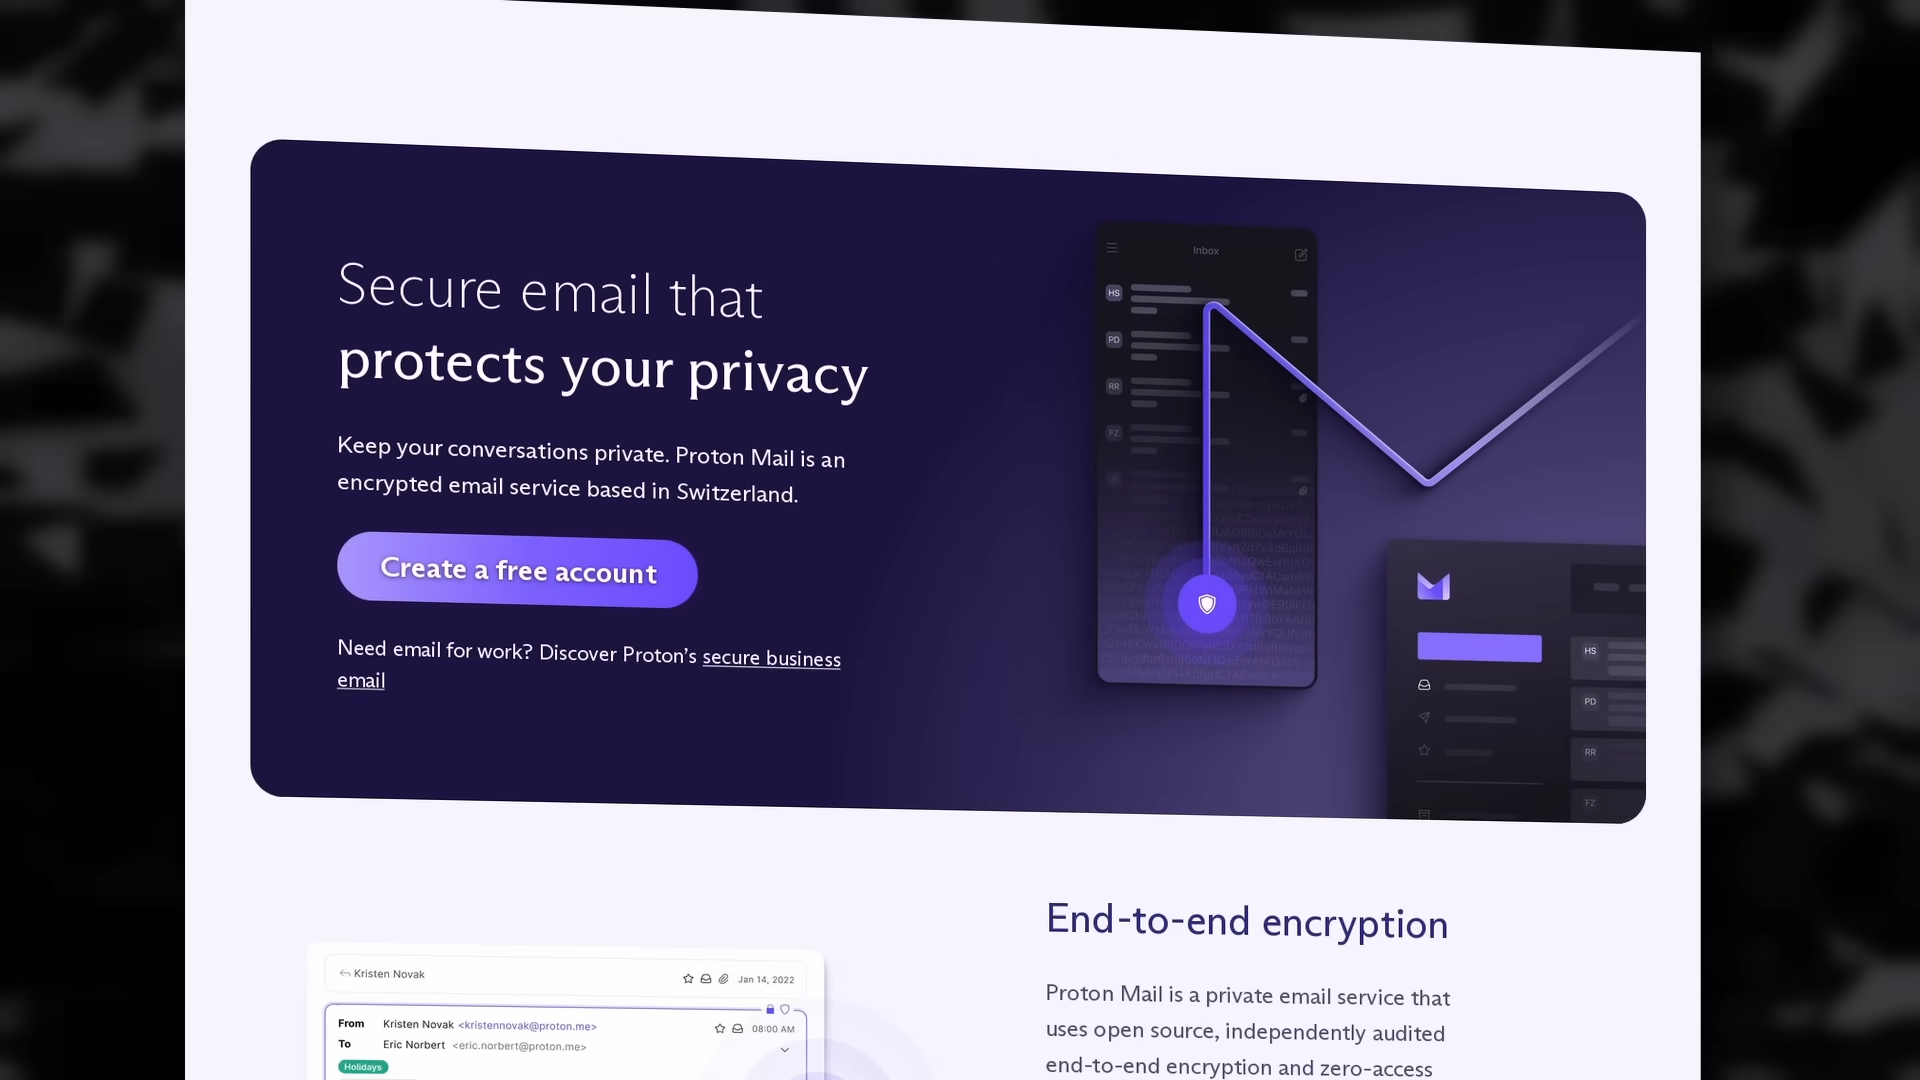 Secure email that
protects your privacy
Keep your conversations private. Proton Mail is an
encrypted email service based in Switzerland.
Create a free account
Need email for work? Discover Proton’s secure business
email
Inbox
HS
PD
RR
FZ
HS
PD
RR
FZ
End-to-end encryption
Proton Mail is a private email service that
uses open source, independently audited
end-to-end encryption and zero-access
Kristen Novak Jan 14, 2022
From Kristen Novak <kristennovak@proton.me> 08:00 AM
To Eric Norbert <eric.norbert@proton.me>
Holidays